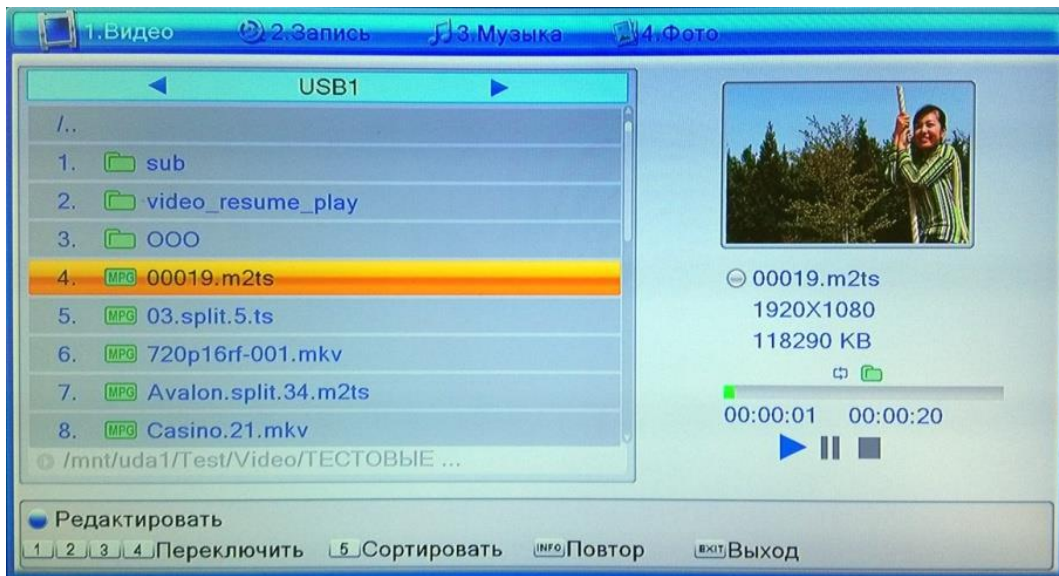 1.Видео 2.Запись 3.Музыка 4.Фото
USB1
/..
1. sub
2. video_resume_play
3. OOO
4. MPG 00019.m2ts
5. MPG 03.split.5.ts
6. MPG 720p16rf-001.mkv
7. MPG Avalon.split.34.m2ts
8. MPG Casino.21.mkv
/mnt/uda1/Test/Video/ТЕСТОВЫЕ ...
00019.m2ts
1920X1080
118290 KB
00:00:01 00:00:20
Редактировать
1 2 3 4 Переключить 5 Сортировать INFO Повтор EXIT Выход